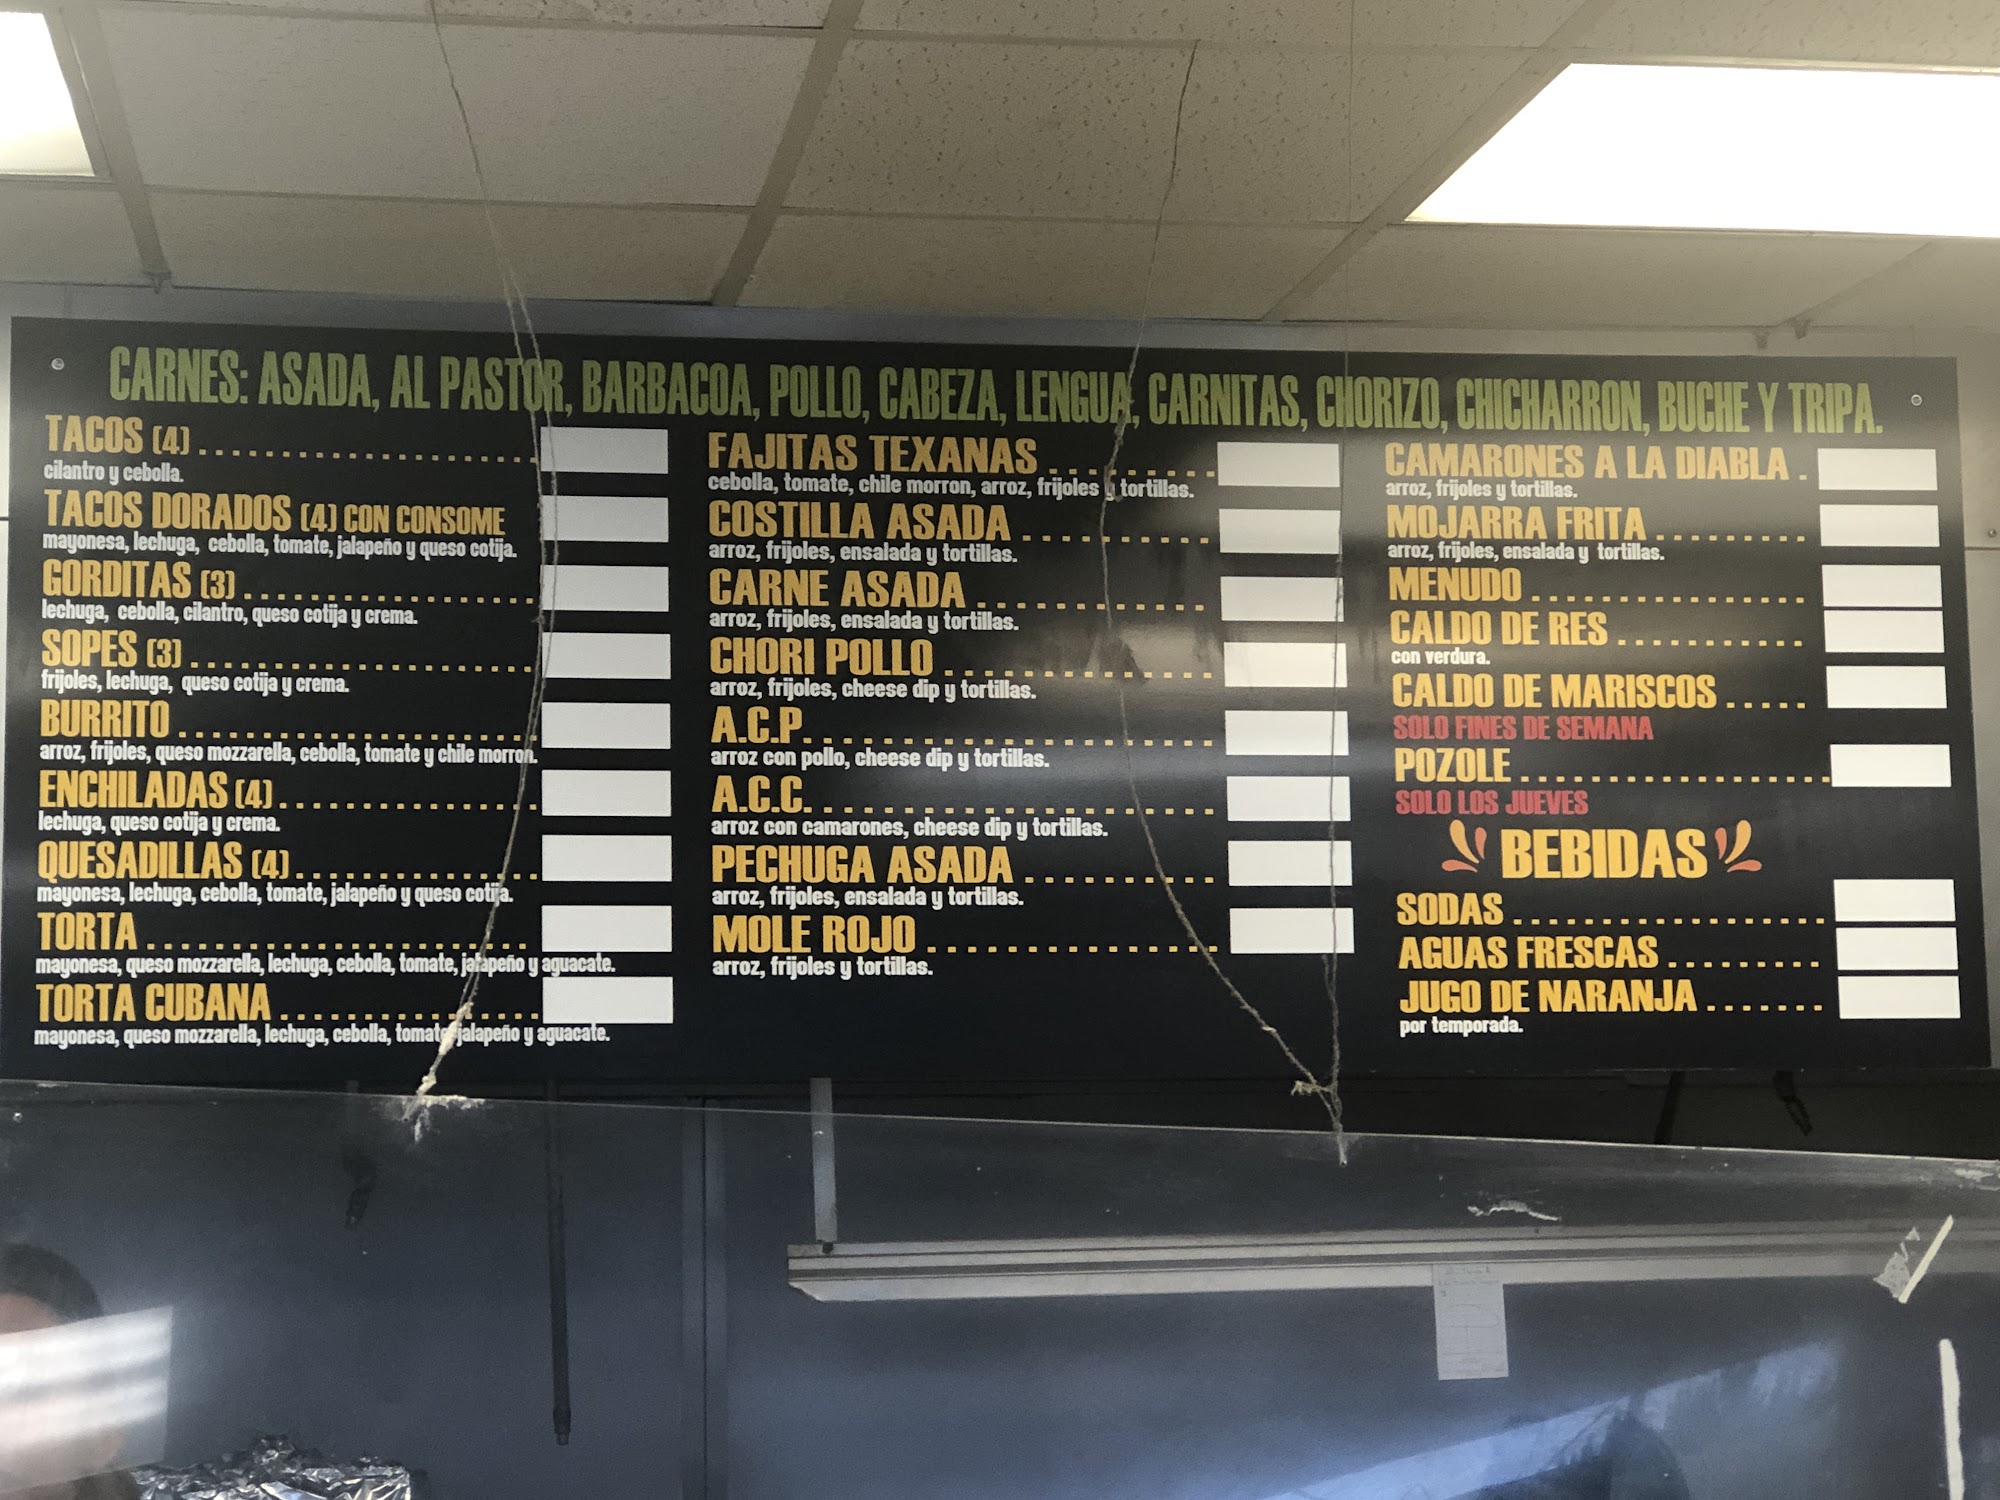 CARNES: ASADA, AL PASTOR, BARBACOA, POLLO, CABEZA, LENGUA, CARNITAS, CHORIZO, CHICHARRON, BUCHE Y TRIPA.
TACOS (4)
cilantro y cebolla.
TACOS DORADOS (4) CON CONSOME
mayonesa, lechuga, cebolla, tomate, jalapeño y queso cotija.
GORDITAS (3)
lechuga, cebolla, cilantro, queso cotija y crema.
SOPES (3)
frijoles, lechuga, queso cotija y crema.
BURRITO
arroz, frijoles, queso mozzarella, cebolla, tomate y chile morron.
ENCHILADAS (4)
lechuga, queso cotija y crema.
QUESADILLAS (4)
mayonesa, lechuga, cebolla, tomate, jalapeño y queso cotija.
TORTA
mayonesa, queso mozzarella, lechuga, cebolla, tomate, jalapeño y aguacate.
TORTA CUBANA
mayonesa, queso mozzarella, lechuga, cebolla, tomate, jalapeño y aguacate.
FAJITAS TEXANAS
cebolla, tomate, chile morron, arroz, frijoles y tortillas.
COSTILLA ASADA
arroz, frijoles, ensalada y tortillas.
CARNE ASADA
arroz, frijoles, ensalada y tortillas.
CHORI POLLO
arroz, frijoles, cheese dip y tortillas.
A.C.P.
arroz con pollo, cheese dip y tortillas.
A.C.C.
arroz con camarones, cheese dip y tortillas.
PECHUGA ASADA
arroz, frijoles, ensalada y tortillas.
MOLE ROJO
arroz, frijoles y tortillas.
CAMARONES A LA DIABLA
arroz, frijoles y tortillas.
MOJARRA FRITA
arroz, frijoles, ensalada y tortillas.
MENUDO
CALDO DE RES
con verdura.
CALDO DE MARISCOS
SOLO FINES DE SEMANA
POZOLE
SOLO LOS JUEVES
BEBIDAS
SODAS
AGUAS FRESCAS
JUGO DE NARANJA
por temporada.